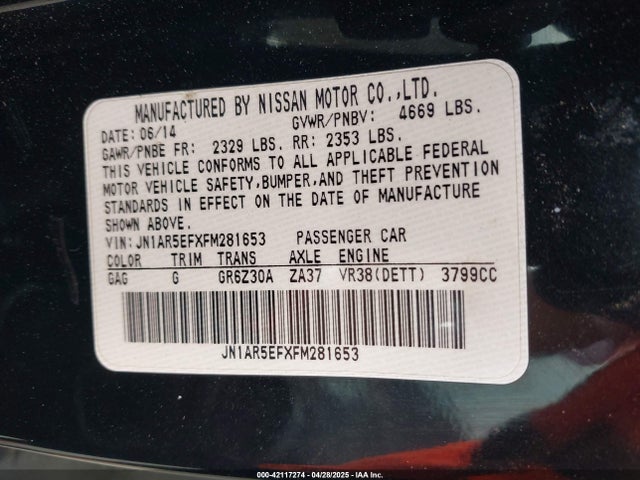 MANUFACTURED BY NISSAN MOTOR CO.,LTD.
DATE: 06/14 GVWR/PNBV: 4669 LBS.
GAWR/PNBE FR: 2329 LBS. RR: 2353 LBS.
THIS VEHICLE CONFORMS TO ALL APPLICABLE FEDERAL
MOTOR VEHICLE SAFETY,BUMPER,AND THEFT PREVENTION
STANDARDS IN EFFECT ON THE DATE OF MANUFACTURE
SHOWN ABOVE.
VIN: JN1AR5EFXFM281653 PASSENGER CAR
COLOR TRIM TRANS AXLE ENGINE
GAG G GR6Z30A ZA37 VR38(DETT) 3799CC
JN1AR5EFXFM281653
000-42117274 - 04/28/2025 - IAA Inc.